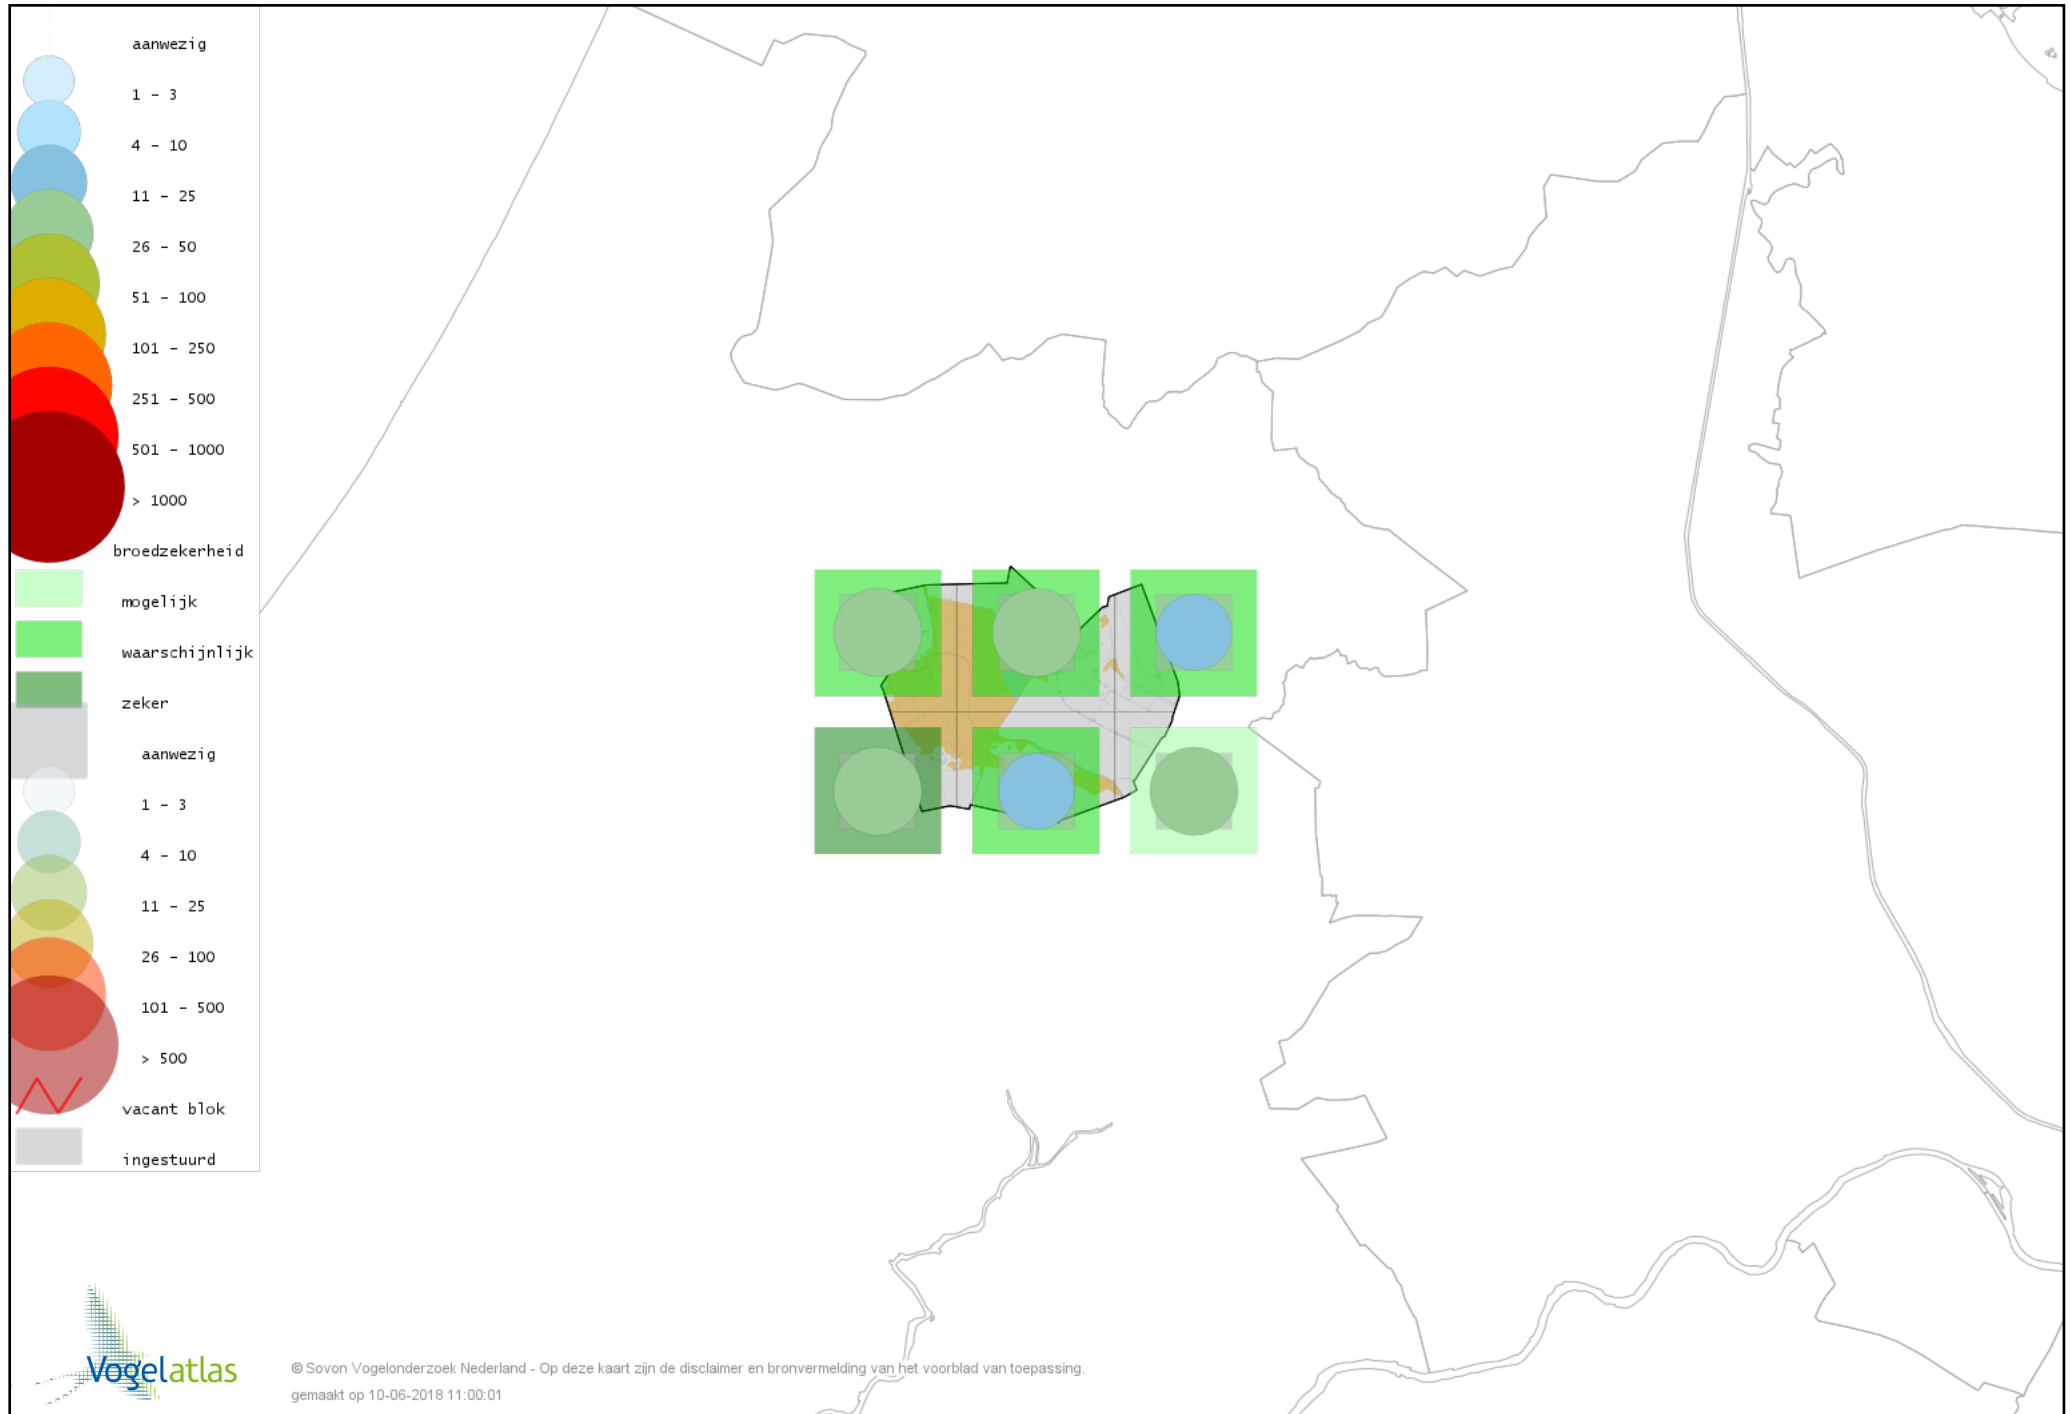 aanwezig
1 - 3
4 - 10
11 - 25
26 - 50
51 - 100
101 - 250
251 - 500
501 - 1000
> 1000
broedzekerheid
mogelijk
waarschijnlijk
zeker
aanwezig
1 - 3
4 - 10
11 - 25
26 - 100
101 - 500
> 500
vacant blok
ingestuurd
Vogelatlas
© Sovon Vogelonderzoek Nederland - Op deze kaart zijn de disclaimer en bronvermelding van het voorblad van toepassing.
gemaakt op 10-06-2018 11:00:01